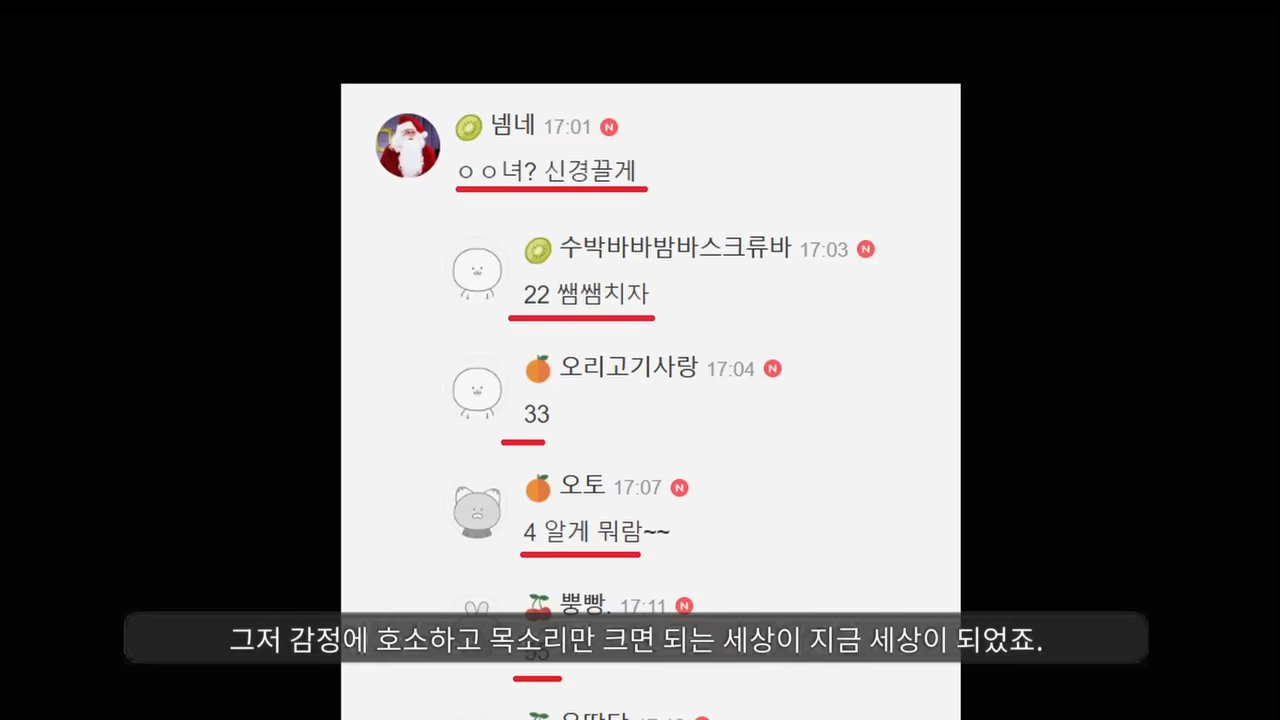 넴네 17:01 N
ㅇㅇ녀? 신경끌게
수박바바밤바스크류바 17:03 N
22 쌤쌤치자
오리고기사랑 17:04 N
33
오토 17:07 N
4 알게 뭐람~~
뿡빵. 17:11 N
그저 감정에 호소하고 목소리만 크면 되는 세상이 지금 세상이 되었죠.